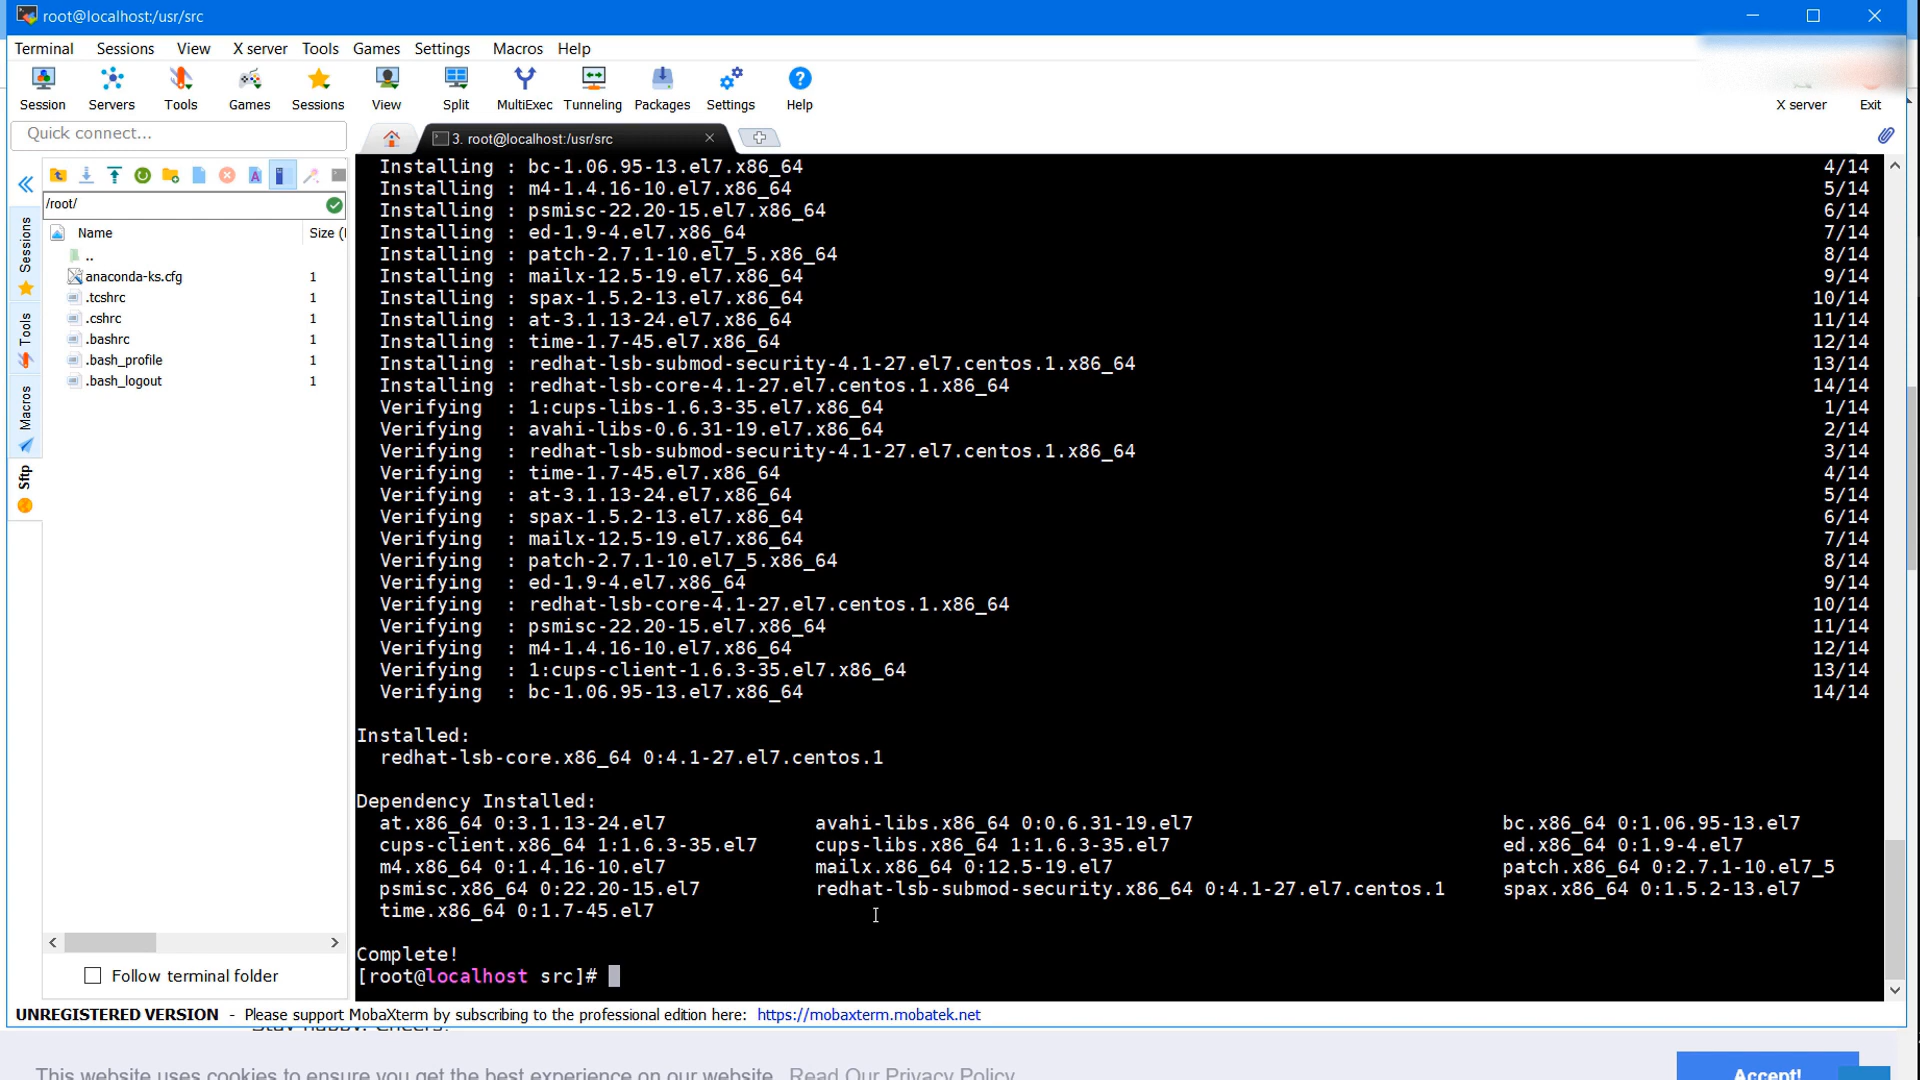 root@localhost:/usr/src
Terminal Sessions View X server Tools Games Settings Macros Help
Session Servers Tools Games Sessions View Split MultiExec Tunneling Packages Settings Help X server Exit
Quick connect...
3. root@localhost:/usr/src
/root/
Name Size (
..
anaconda-ks.cfg 1
.tcshrc 1
.cshrc 1
.bashrc 1
.bash_profile 1
.bash_logout 1
Sessions
Tools
Macros
Sftp
Follow terminal folder
Installing : bc-1.06.95-13.el7.x86_64 4/14
Installing : m4-1.4.16-10.el7.x86_64 5/14
Installing : psmisc-22.20-15.el7.x86_64 6/14
Installing : ed-1.9-4.el7.x86_64 7/14
Installing : patch-2.7.1-10.el7_5.x86_64 8/14
Installing : mailx-12.5-19.el7.x86_64 9/14
Installing : spax-1.5.2-13.el7.x86_64 10/14
Installing : at-3.1.13-24.el7.x86_64 11/14
Installing : time-1.7-45.el7.x86_64 12/14
Installing : redhat-lsb-submod-security-4.1-27.el7.centos.1.x86_64 13/14
Installing : redhat-lsb-core-4.1-27.el7.centos.1.x86_64 14/14
Verifying : 1:cups-libs-1.6.3-35.el7.x86_64 1/14
Verifying : avahi-libs-0.6.31-19.el7.x86_64 2/14
Verifying : redhat-lsb-submod-security-4.1-27.el7.centos.1.x86_64 3/14
Verifying : time-1.7-45.el7.x86_64 4/14
Verifying : at-3.1.13-24.el7.x86_64 5/14
Verifying : spax-1.5.2-13.el7.x86_64 6/14
Verifying : mailx-12.5-19.el7.x86_64 7/14
Verifying : patch-2.7.1-10.el7_5.x86_64 8/14
Verifying : ed-1.9-4.el7.x86_64 9/14
Verifying : redhat-lsb-core-4.1-27.el7.centos.1.x86_64 10/14
Verifying : psmisc-22.20-15.el7.x86_64 11/14
Verifying : m4-1.4.16-10.el7.x86_64 12/14
Verifying : 1:cups-client-1.6.3-35.el7.x86_64 13/14
Verifying : bc-1.06.95-13.el7.x86_64 14/14
Installed:
redhat-lsb-core.x86_64 0:4.1-27.el7.centos.1
Dependency Installed:
at.x86_64 0:3.1.13-24.el7 avahi-libs.x86_64 0:0.6.31-19.el7 bc.x86_64 0:1.06.95-13.el7
cups-client.x86_64 1:1.6.3-35.el7 cups-libs.x86_64 1:1.6.3-35.el7 ed.x86_64 0:1.9-4.el7
m4.x86_64 0:1.4.16-10.el7 mailx.x86_64 0:12.5-19.el7 patch.x86_64 0:2.7.1-10.el7_5
psmisc.x86_64 0:22.20-15.el7 redhat-lsb-submod-security.x86_64 0:4.1-27.el7.centos.1 spax.x86_64 0:1.5.2-13.el7
time.x86_64 0:1.7-45.el7
Complete!
[root@localhost src]#
UNREGISTERED VERSION - Please support MobaXterm by subscribing to the professional edition here: https://mobaxterm.mobatek.net
This website uses cookies to ensure you get the best experience on our website. Read Our Privacy Policy
Accept!